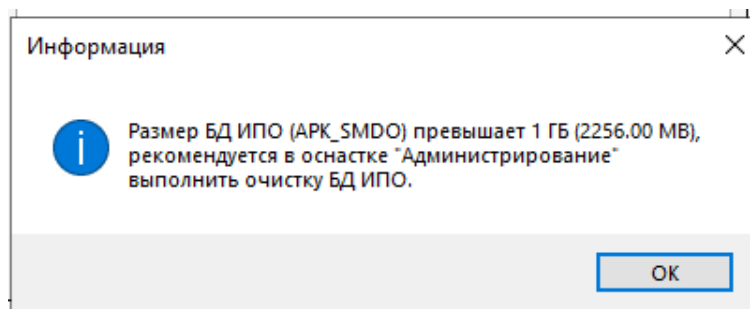 Информация
Размер БД ИПО (APK_SMDO) превышает 1 ГБ (2256.00 MB),
рекомендуется в оснастке "Администрирование"
выполнить очистку БД ИПО.
OK